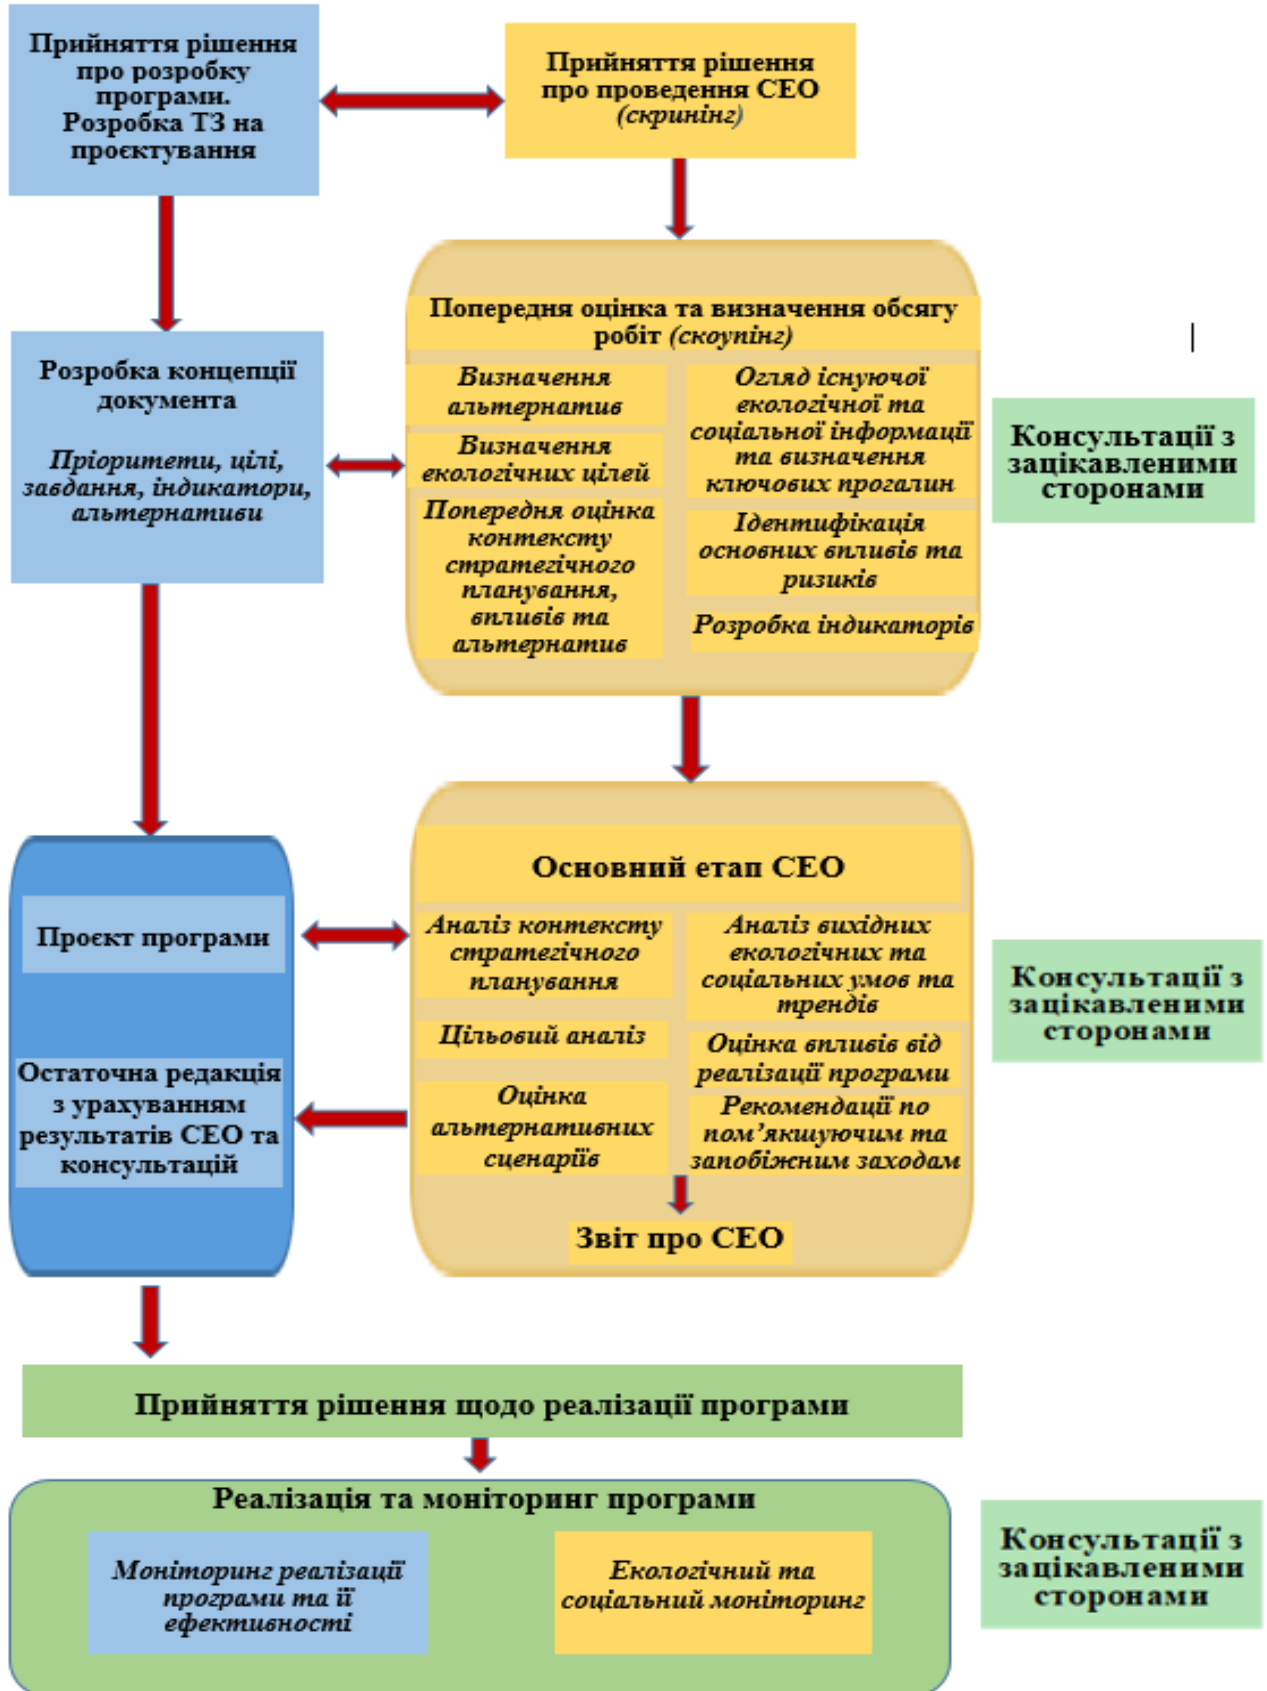 Прийняття рішення
про розробку
програми.
Розробка ТЗ на
проєктування
Прийняття рішення
про проведення СЕО
(скринінг)
Попередня оцінка та визначення обсягу
робіт (скоупінг)
Визначення
альтернатив
Визначення
екологічних цілей
Попередня оцінка
контексту
стратегічного
планування,
впливів та
альтернатив
Огляд існуючої
екологічної та
соціальної інформації
та визначення
ключових прогалин
Ідентифікація
основних впливів та
ризиків
Розробка індикаторів
Розробка концепції
документа
Пріоритети, цілі,
завдання, індикатори,
альтернативи
Консультації з
зацікавленими
сторонами
Основний етап СЕО
Аналіз контексту
стратегічного
планування
Цільовий аналіз
Оцінка
альтернативних
сценаріїв
Аналіз вихідних
екологічних та
соціальних умов та
трендів
Оцінка впливів від
реалізації програми
Рекомендації по
пом’якшуючим та
запобіжним заходам
Звіт про СЕО
Проєкт програми
Остаточна редакція
з урахуванням
результатів СЕО та
консультацій
Консультації з
зацікавленими
сторонами
Прийняття рішення щодо реалізації програми
Реалізація та моніторинг програми
Моніторинг реалізації
програми та її
ефективності
Екологічний та
соціальний моніторинг
Консультації з
зацікавленими
сторонами